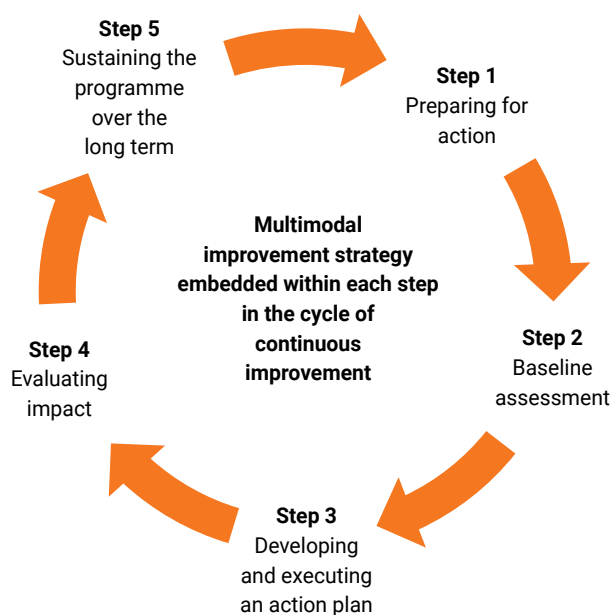 Step 5
Sustaining the
programme
over the
long term
Step 1
Preparing for
action
Multimodal
improvement strategy
embedded within each step
in the cycle of
continuous
improvement
Step 2
Baseline
assessment
Step 3
Developing
and executing
an action plan
Step 4
Evaluating
impact